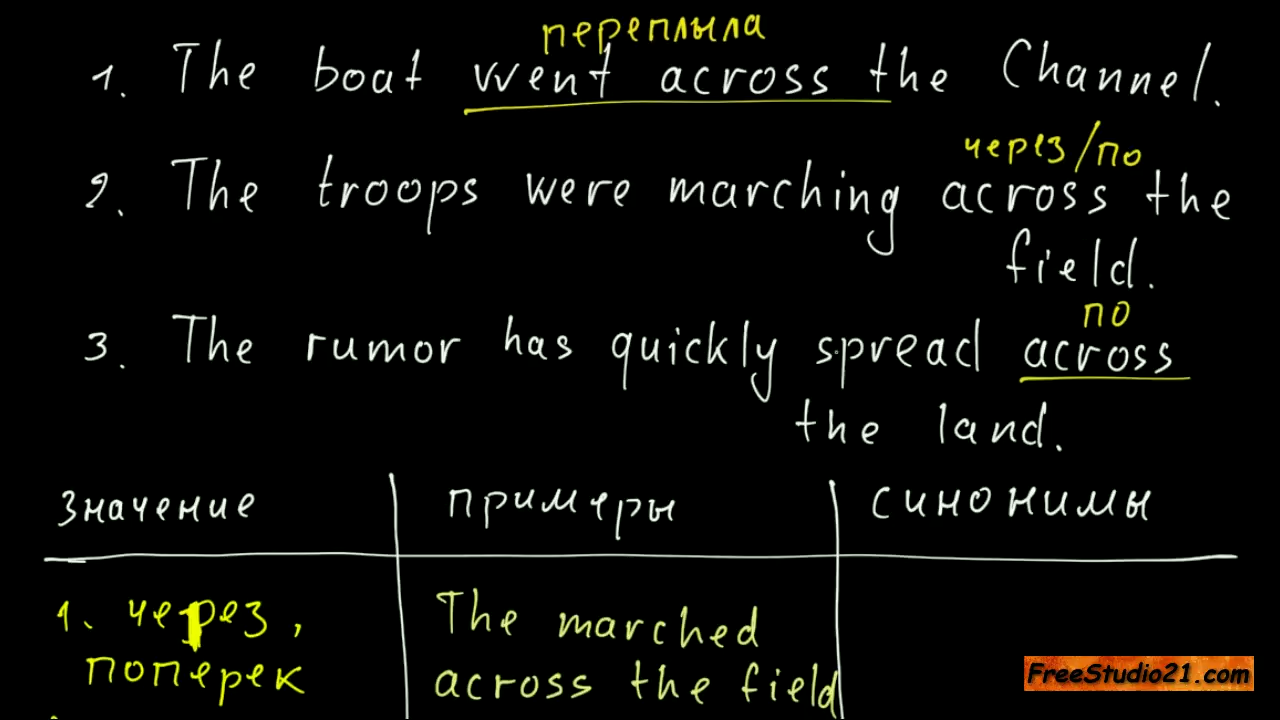 переплыла
1. The boat went across the Channel.
через/по
2. The troops were marching across the
field.
по
3. The rumor has quickly spread across
the land.
значение примеры синонимы
1. через, The marched
поперек across the field
FreeStudio21.com